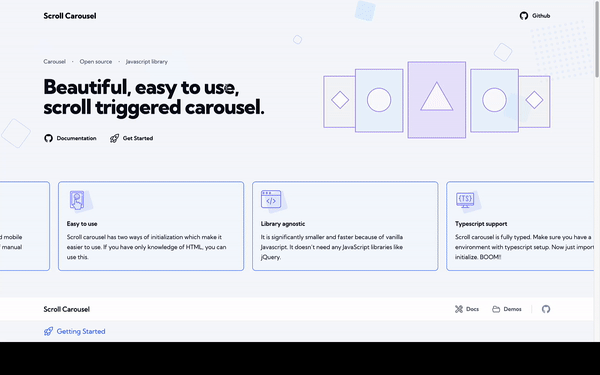 Scroll Carousel
Github
Carousel · Open source · Javascript library
Beautiful, easy to use,
scroll triggered carousel.
Documentation
Get Started
d mobile
manual
Easy to use
Scroll carousel has two ways of initialization which make it
easier to use. If you have only knowledge of HTML, you can
use this.
</>
Library agnostic
It is significantly smaller and faster because of vanilla
Javascript. It doesn't need any JavaScript libraries like
jQuery.
{TS}
Typescript support
Scroll carousel is fully typed. Make sure you have a
environment with typescript setup. Now just import
initialize. BOOM!
Scroll Carousel
Docs
Demos
Getting Started